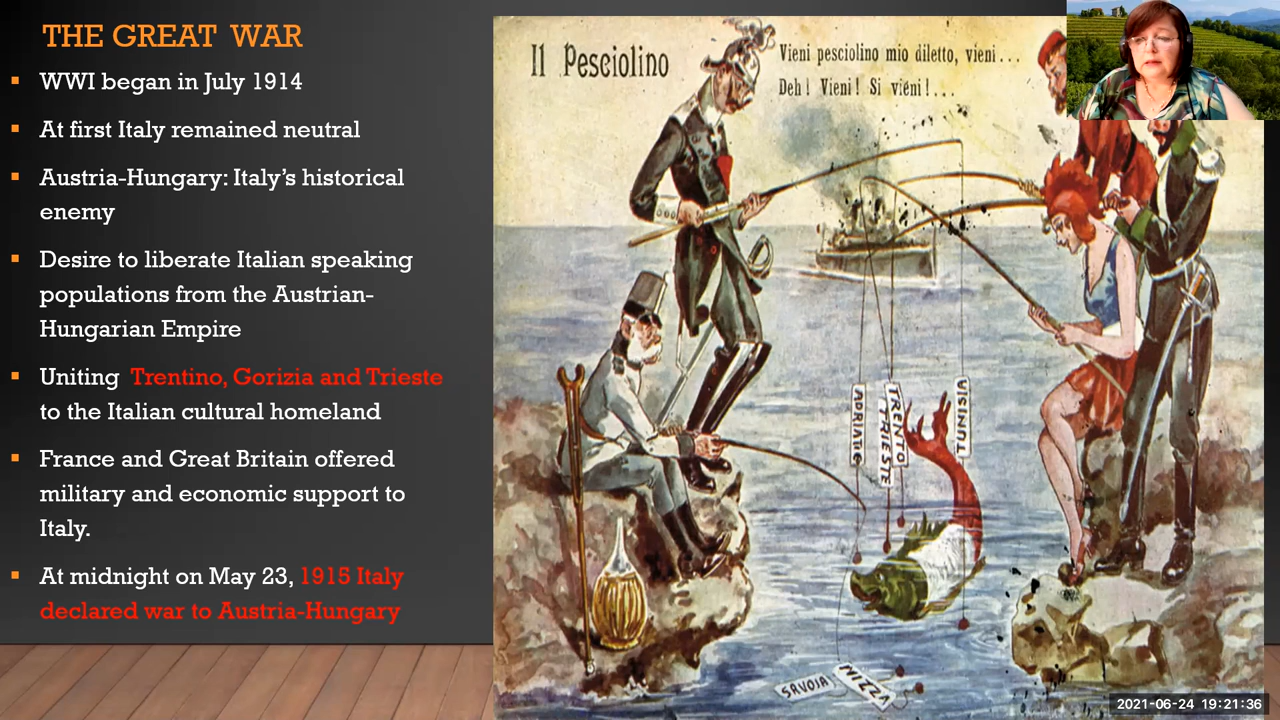 THE GREAT WAR
WWI began in July 1914
At first Italy remained neutral
Austria-Hungary: Italy's historical
enemy
Desire to liberate Italian speaking
populations from the Austrian-
Hungarian Empire
Uniting Trentino, Gorizia and Trieste
to the Italian cultural homeland
France and Great Britain offered
military and economic support to
Italy.
At midnight on May 23, 1915 Italy
declared war to Austria-Hungary
Il Pesciolino
Vieni pesciolino mio diletto, vieni...
Deh! Vieni! Si vieni!...
TRENTO
TRIESTE
SAVOIA
NIZZA
2021-06-24 19:21:36